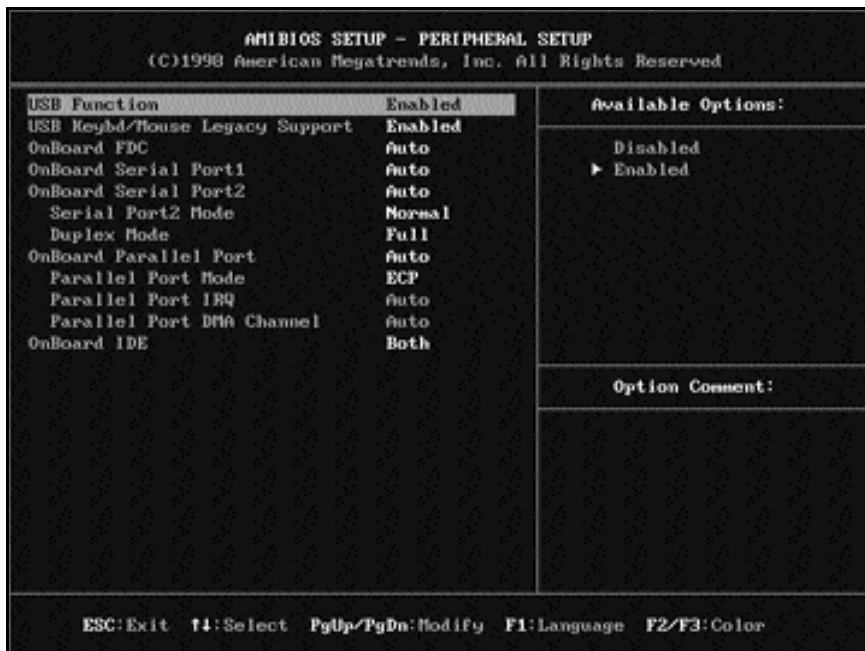 AMIBIOS SETUP - PERIPHERAL SETUP
(C)1998 American Megatrends, Inc. All Rights Reserved
USB Function Enabled
USB Keybd/Mouse Legacy Support Enabled
OnBoard FDC Auto
OnBoard Serial Port1 Auto
OnBoard Serial Port2 Auto
Serial Port2 Mode Normal
Duplex Mode Full
OnBoard Parallel Port Auto
Parallel Port Mode ECP
Parallel Port IRQ Auto
Parallel Port DMA Channel Auto
OnBoard IDE Both
Available Options:
Disabled
► Enabled
Option Comment:
ESC:Exit ↑↓:Select PgUp/PgDn:Modify F1:Language F2/F3:Color